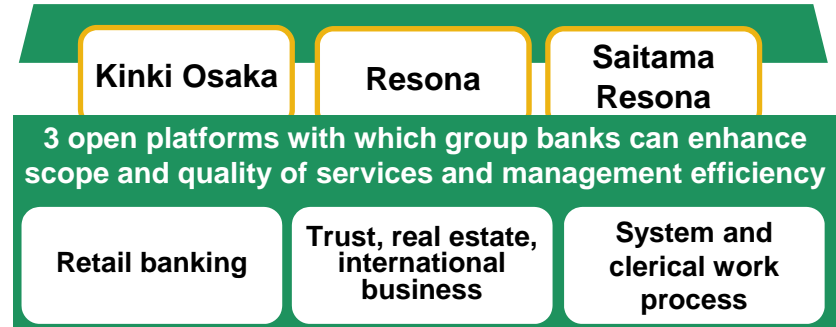 Kinki Osaka
Resona
Saitama
Resona
3 open platforms with which group banks can enhance
scope and quality of services and management efficiency
Retail banking
Trust, real estate,
international
business
System and
clerical work
process